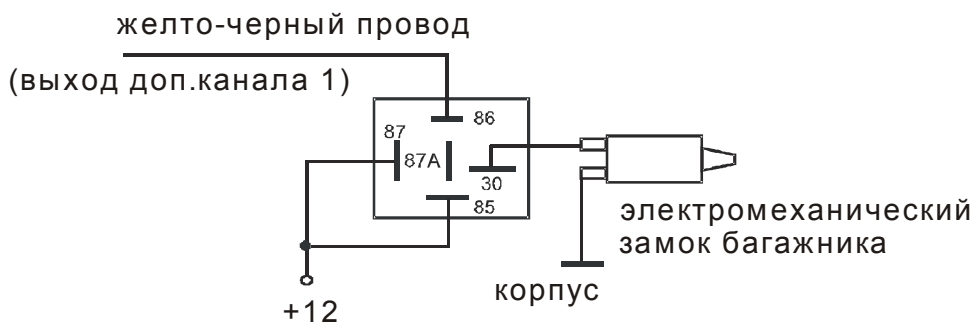 желто-черный провод
(выход доп.канала 1)
86
87
87A
30
85
электромеханический
замок багажника
корпус
+12